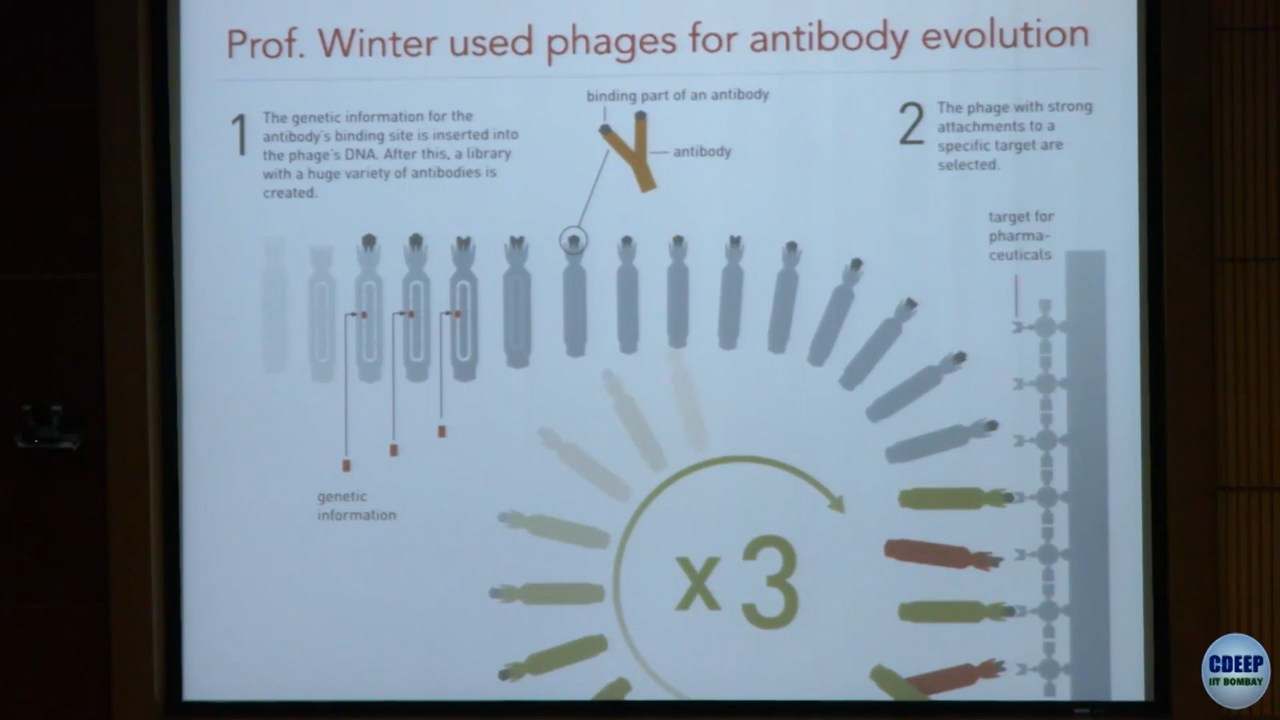 Prof. Winter used phages for antibody evolution
1
The genetic information for the
antibody's binding site is inserted into
the phage's DNA. After this, a library
with a huge variety of antibodies is
created.
binding part of an antibody
antibody
2
The phage with strong
attachments to a
specific target are
selected.
target for
pharma-
ceuticals
genetic
information
x 3
CDEEP
IIT BOMBAY